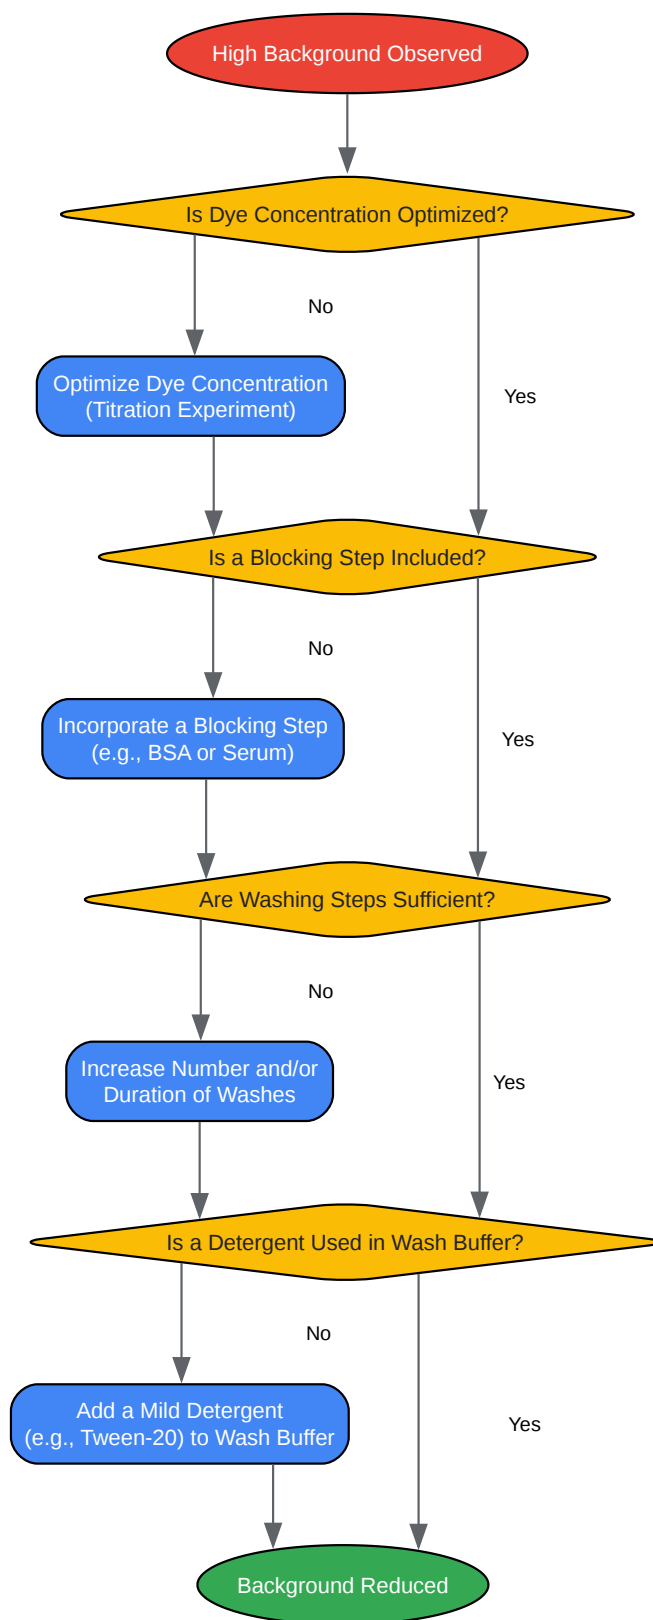 High Background Observed
Is Dye Concentration Optimized?
No
Optimize Dye Concentration
(Titration Experiment)
Yes
Is a Blocking Step Included?
No
Incorporate a Blocking Step
(e.g., BSA or Serum)
Yes
Are Washing Steps Sufficient?
No
Increase Number and/or
Duration of Washes
Yes
Is a Detergent Used in Wash Buffer?
No
Add a Mild Detergent
(e.g., Tween-20) to Wash Buffer
Yes
Background Reduced